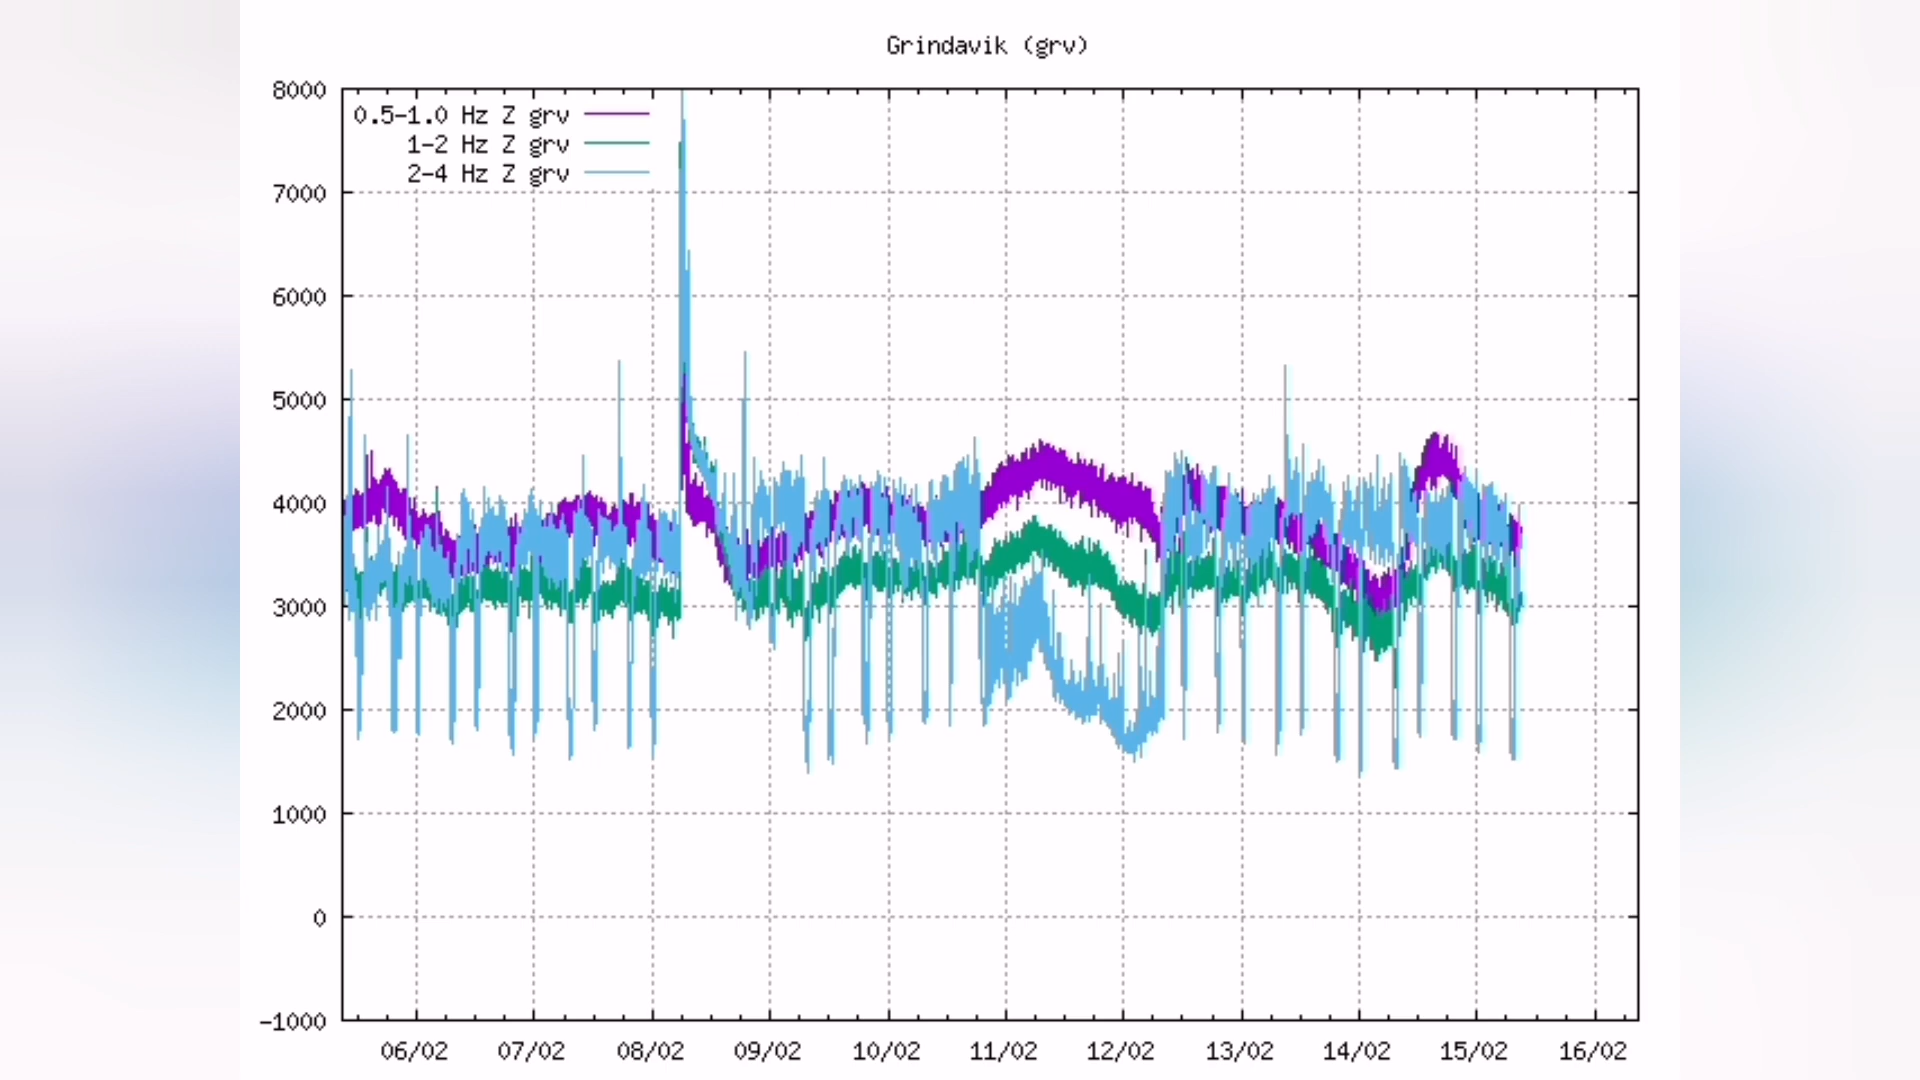 Grindavik (grv)
8000
0.5-1.0 Hz Z grv
1-2 Hz Z grv
2-4 Hz Z grv
7000
6000
5000
4000
3000
2000
1000
0
-1000
06/02 07/02 08/02 09/02 10/02 11/02 12/02 13/02 14/02 15/02 16/02